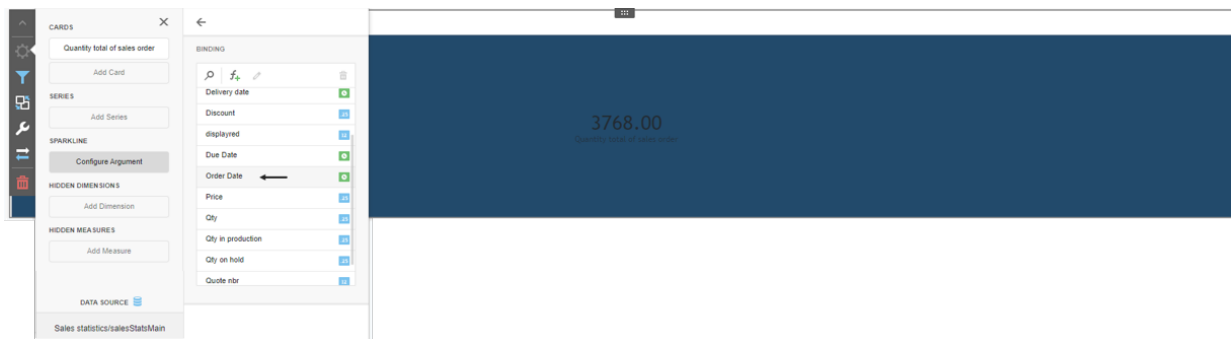 CARDS
Quantity total of sales order
Add Card
SERIES
Add Series
SPARKLINE
Configure Argument
HIDDEN DIMENSIONS
Add Dimension
HIDDEN MEASURES
Add Measure
DATA SOURCE
Sales statistics/salesStatsMain
BINDING
Delivery date
Discount
displayred
Due Date
Order Date
Price
Qty
Qty in production
Qty on hold
Quote nbr
3768.00
Quantity total of sales order